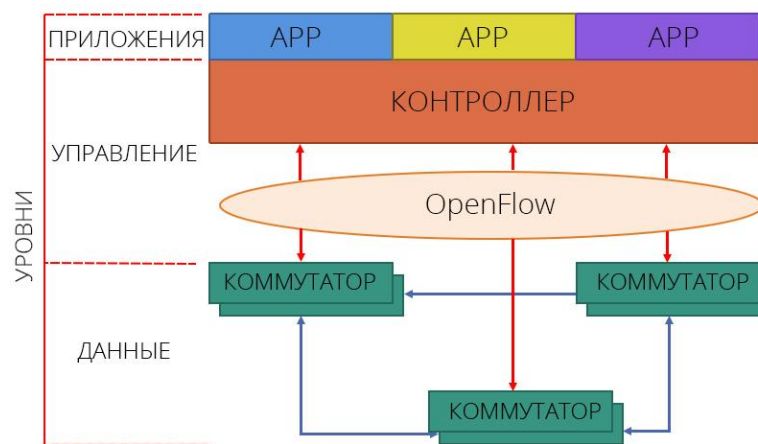 ПРИЛОЖЕНИЯ
APP
APP
APP
КОНТРОЛЛЕР
УПРАВЛЕНИЕ
УРОВНИ
OpenFlow
КОММУТАТОР
КОММУТАТОР
ДАННЫЕ
КОММУТАТОР